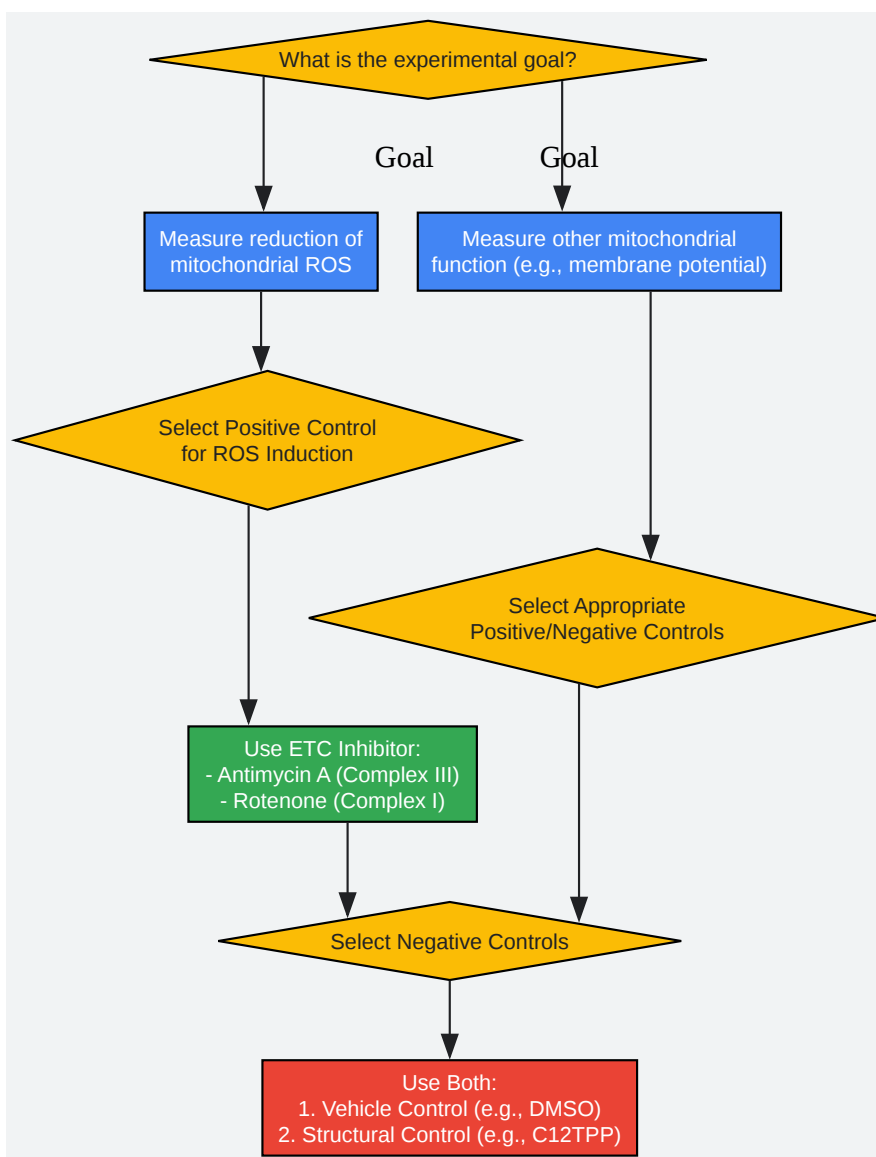 What is the experimental goal?
Goal
Goal
Measure reduction of
mitochondrial ROS
Measure other mitochondrial
function (e.g., membrane potential)
Select Positive Control
for ROS Induction
Select Appropriate
Positive/Negative Controls
Use ETC Inhibitor:
- Antimycin A (Complex III)
- Rotenone (Complex I)
Select Negative Controls
Use Both:
1. Vehicle Control (e.g., DMSO)
2. Structural Control (e.g., C12TPP)